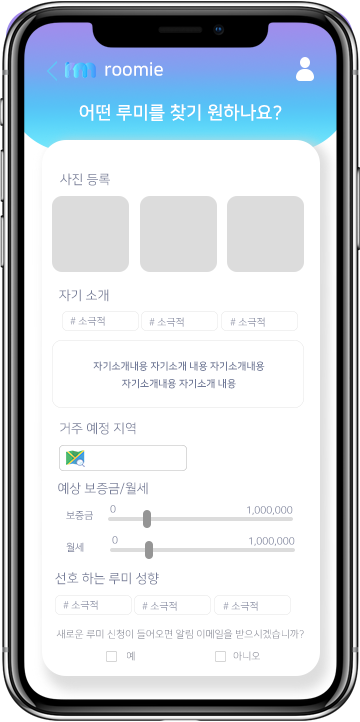 rm roomie
어떤 루미를 찾기 원하나요?
사진 등록
자기 소개
# 소극적 # 소극적 # 소극적
자기소개내용 자기소개 내용 자기소개내용
자기소개내용 자기소개 내용
거주 예정 지역
예상 보증금/월세
보증금 0 1,000,000
월세 0 1,000,000
선호 하는 루미 성향
# 소극적 # 소극적 # 소극적
새로운 루미 신청이 들어오면 알림 이메일을 받으시겠습니까?
예 아니오